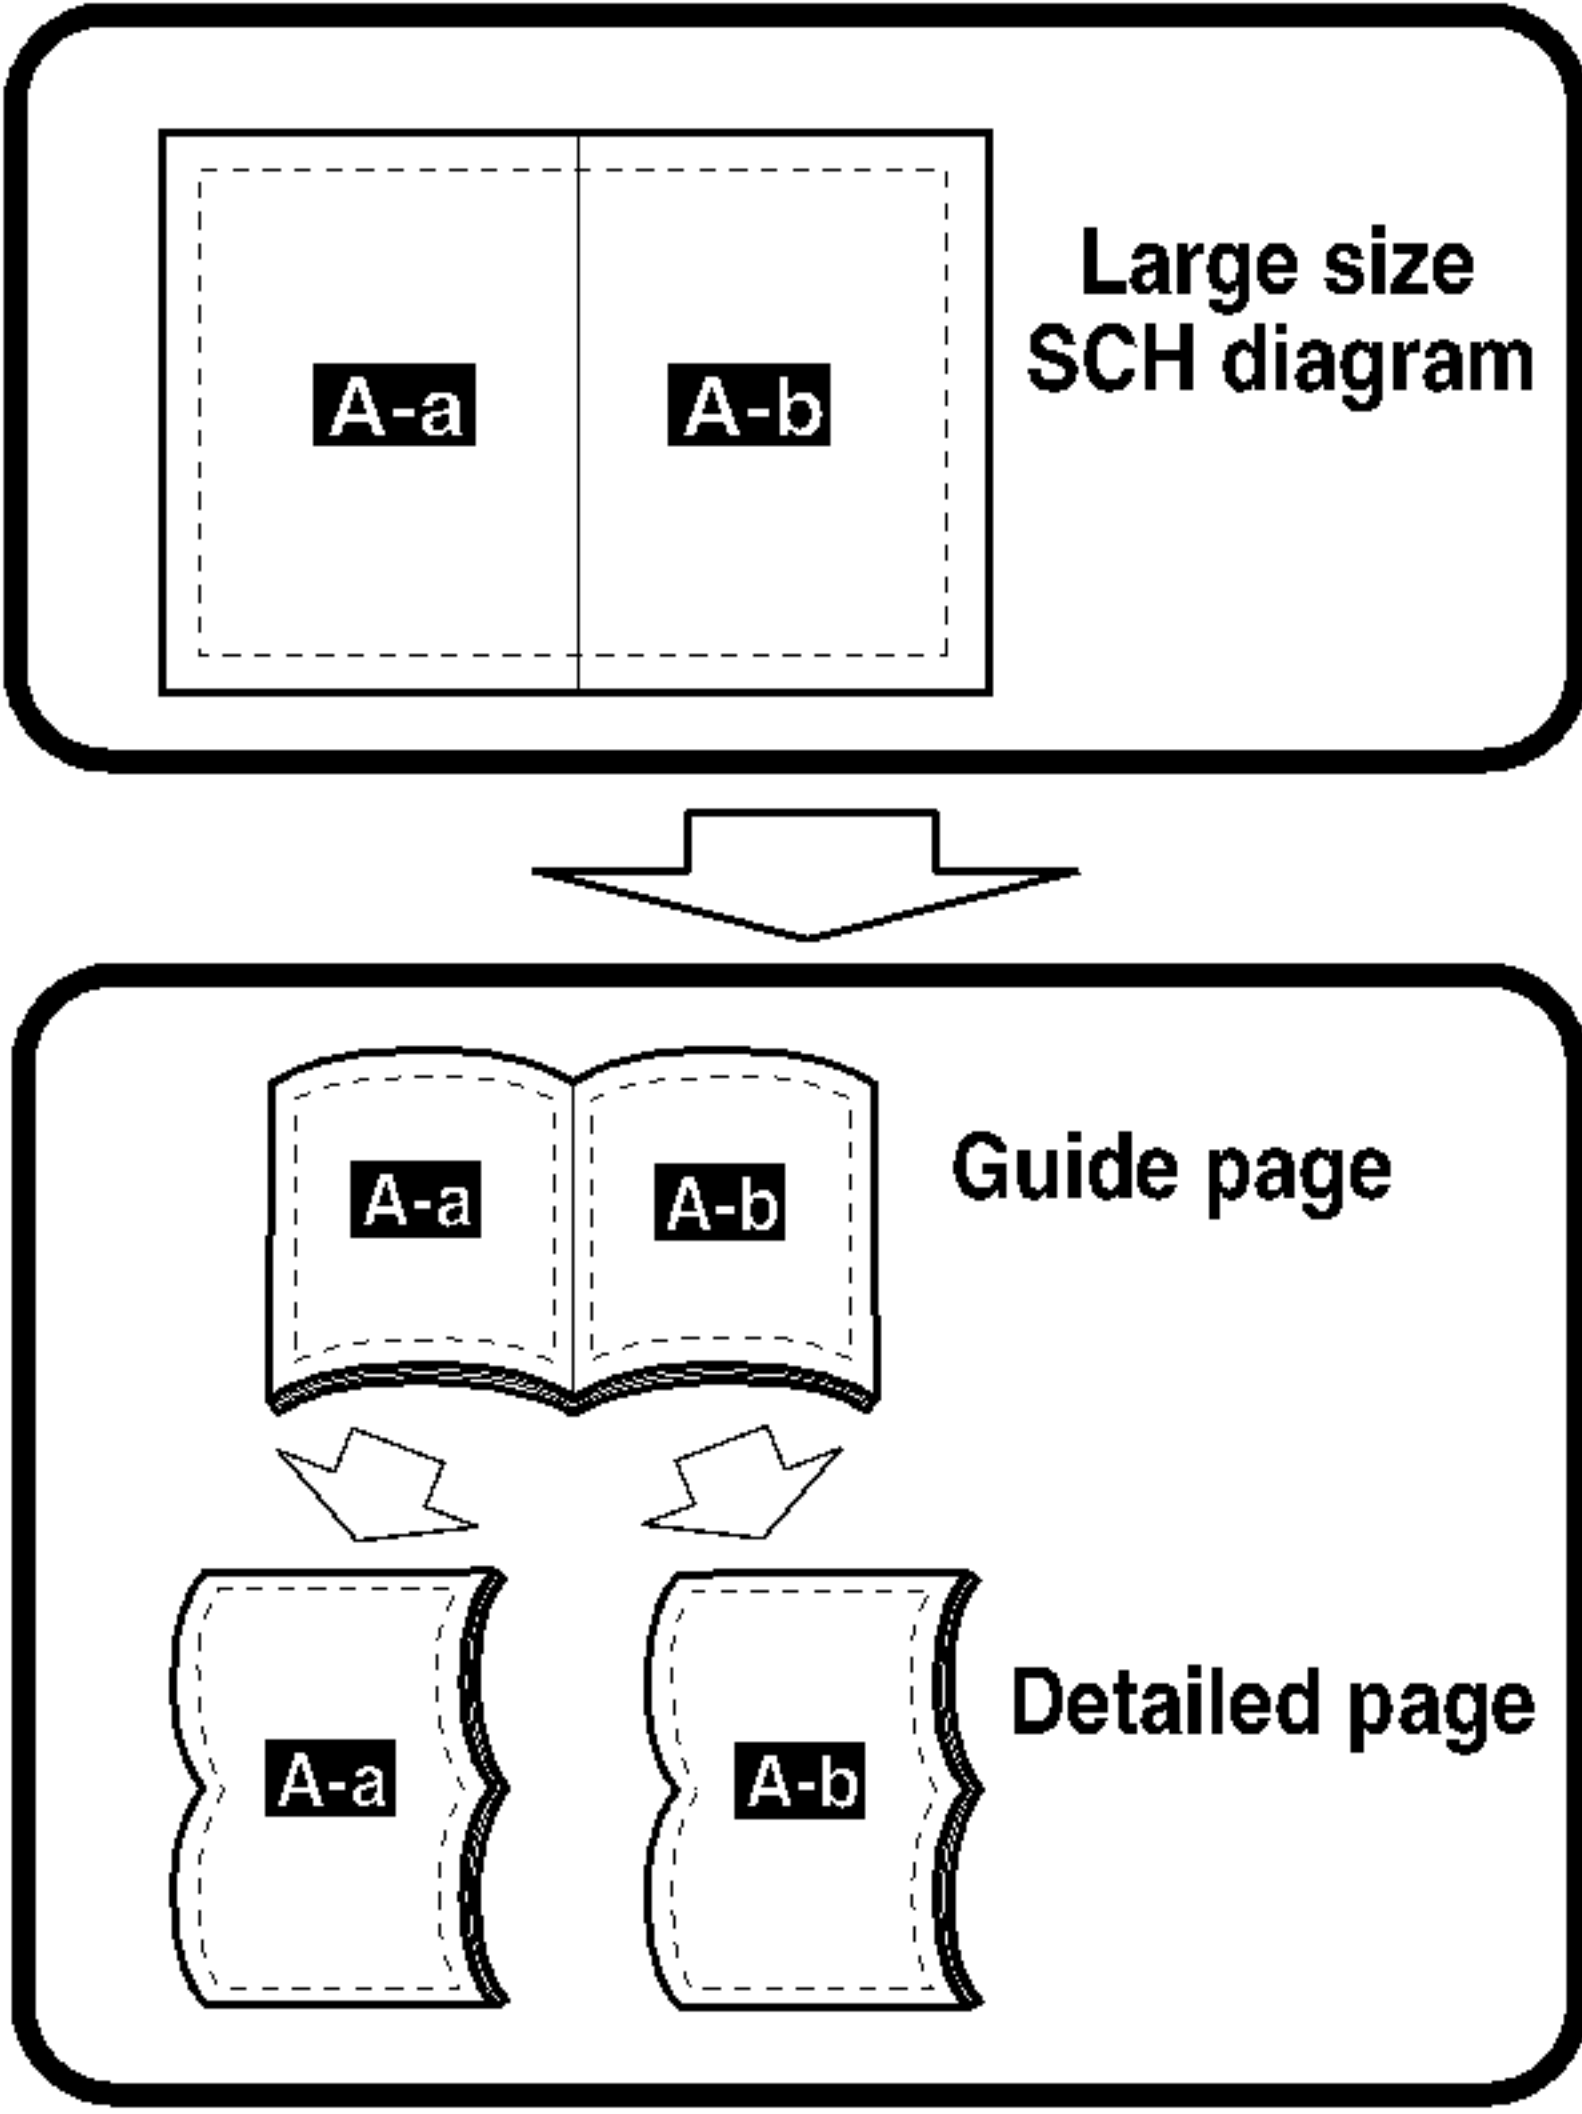 A-a
A-b
Large size
SCH diagram
A-a
A-b
Guide page
A-a
A-b
Detailed page